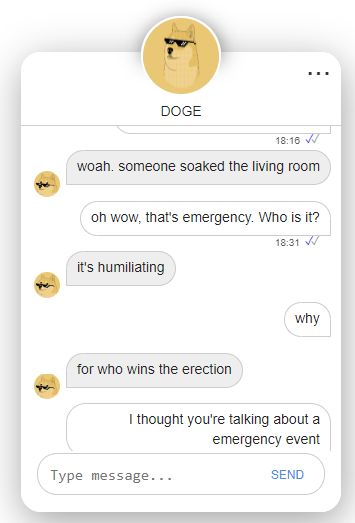 DOGE
18:16
woah. someone soaked the living room
oh wow, that's emergency. Who is it?
18:31
it's humiliating
why
for who wins the erection
I thought you're talking about a
emergency event
Type message...
SEND